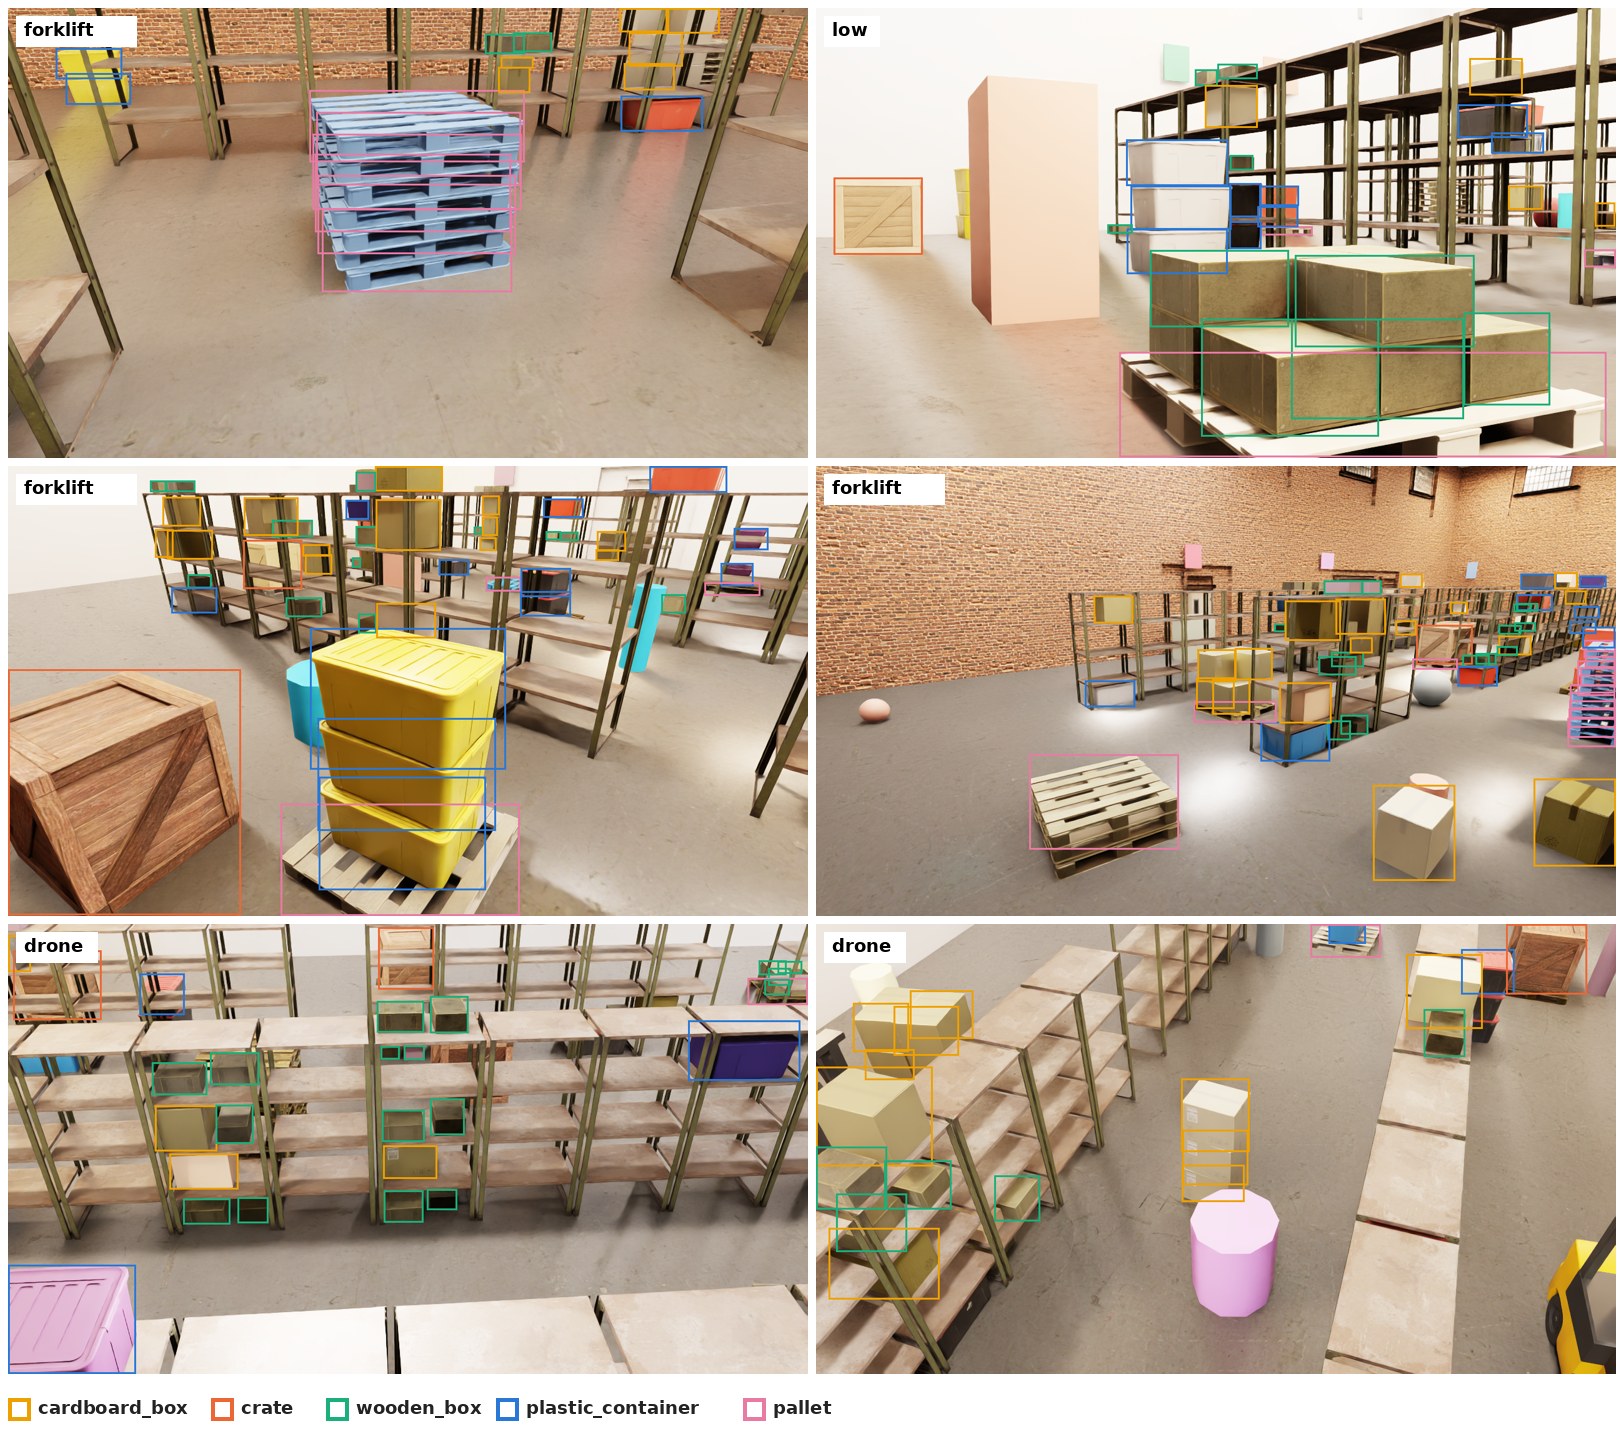 forklift
low
forklift
forklift
drone
drone
cardboard_box crate wooden_box plastic_container pallet